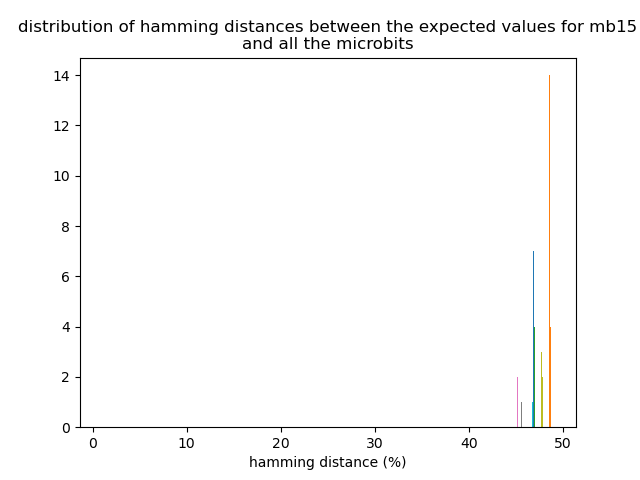 distribution of hamming distances between the expected values for mb15
and all the microbits
14
12
10
8
6
4
2
0
0 10 20 30 40 50
hamming distance (%)